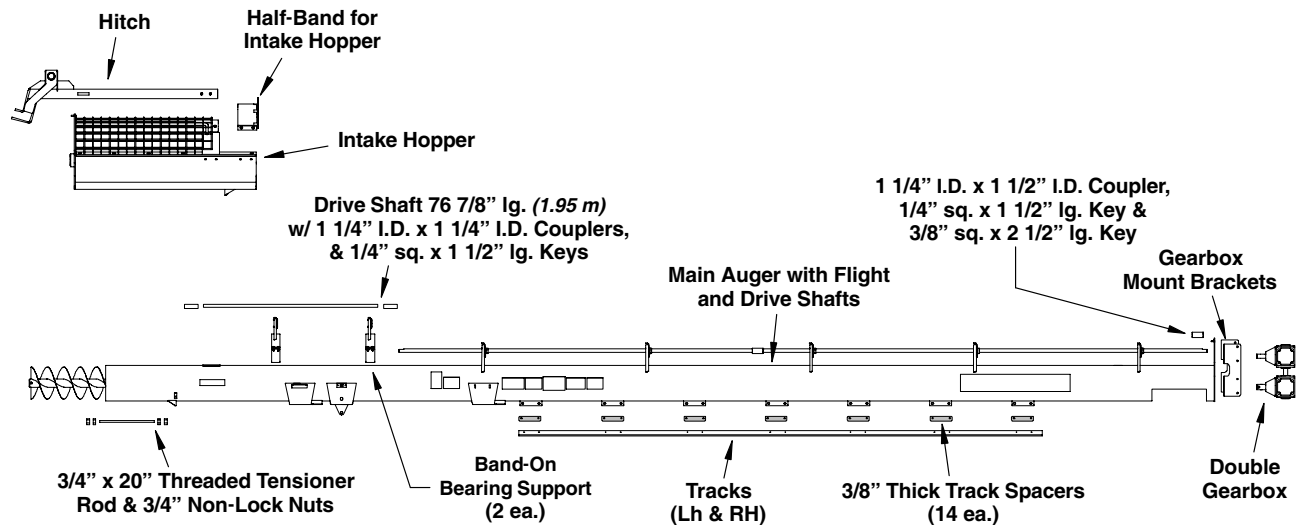 Hitch
Half-Band for
Intake Hopper
Intake Hopper
Drive Shaft 76 7/8” lg. (1.95 m)
w/ 1 1/4” I.D. x 1 1/4” I.D. Couplers,
& 1/4” sq. x 1 1/2” lg. Keys
1 1/4” I.D. x 1 1/2” I.D. Coupler,
1/4” sq. x 1 1/2” lg. Key &
3/8” sq. x 2 1/2” lg. Key
Main Auger with Flight
and Drive Shafts
Gearbox
Mount Brackets
3/4” x 20” Threaded Tensioner
Rod & 3/4” Non-Lock Nuts
Band-On
Bearing Support
(2 ea.)
Tracks
(Lh & RH)
3/8” Thick Track Spacers
(14 ea.)
Double
Gearbox